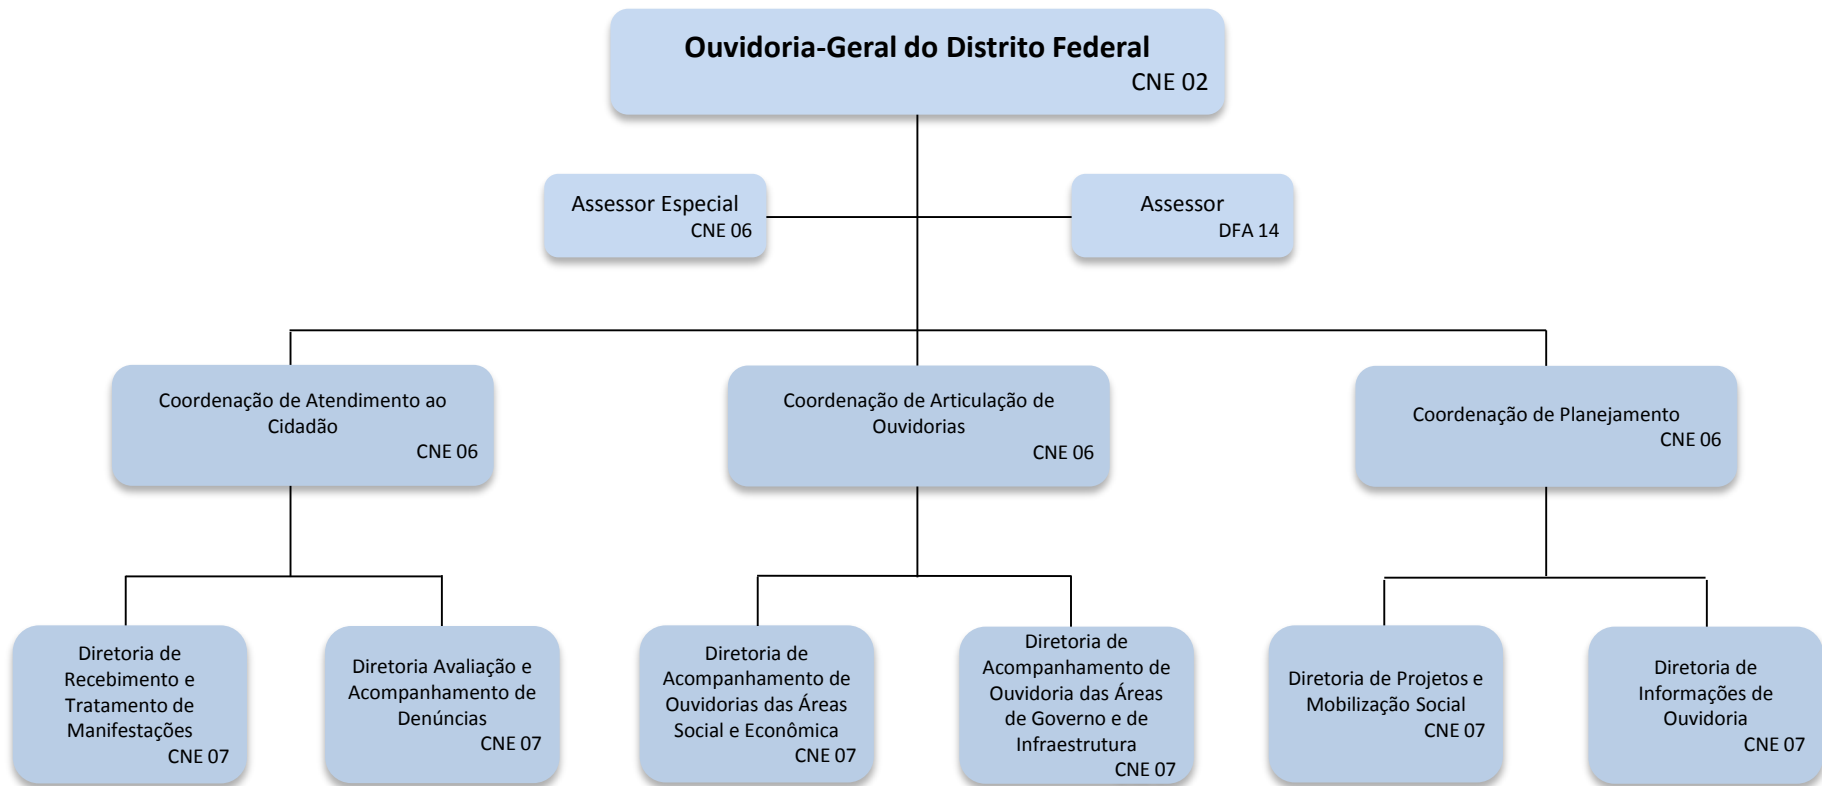 Ouvidoria-Geral do Distrito Federal
CNE 02
Assessor Especial
CNE 06
Assessor
DFA 14
Coordenação de Atendimento ao
Cidadão
CNE 06
Coordenação de Articulação de
Ouvidorias
CNE 06
Coordenação de Planejamento
CNE 06
Diretoria de
Recebimento e
Tratamento de
Manifestações
CNE 07
Diretoria Avaliação e
Acompanhamento de
Denúncias
CNE 07
Diretoria de
Acompanhamento de
Ouvidorias das Áreas
Social e Econômica
CNE 07
Diretoria de
Acompanhamento de
Ouvidoria das Áreas
de Governo e de
Infraestrutura
CNE 07
Diretoria de Projetos e
Mobilização Social
CNE 07
Diretoria de
Informações de
Ouvidoria
CNE 07